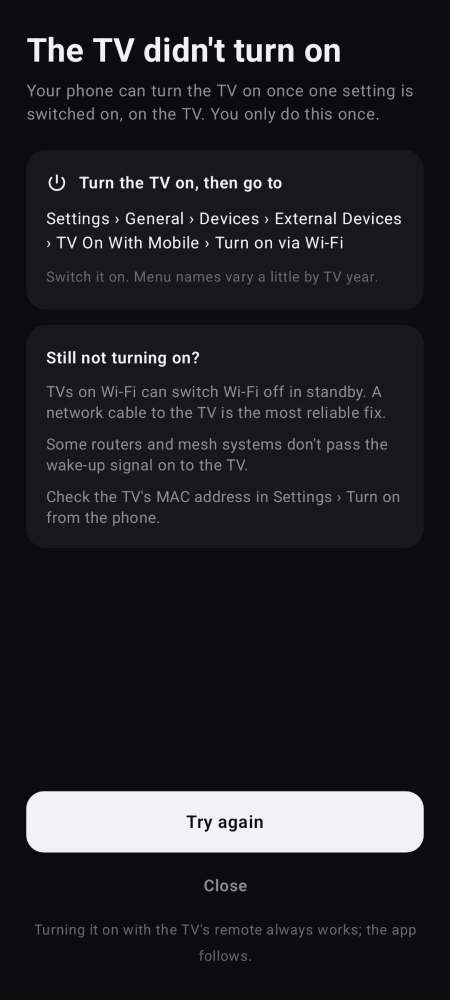 The TV didn't turn on
Your phone can turn the TV on once one setting is
switched on, on the TV. You only do this once.
Turn the TV on, then go to
Settings › General › Devices › External Devices
› TV On With Mobile › Turn on via Wi-Fi
Switch it on. Menu names vary a little by TV year.
Still not turning on?
TVs on Wi-Fi can switch Wi-Fi off in standby. A
network cable to the TV is the most reliable fix.
Some routers and mesh systems don't pass the
wake-up signal on to the TV.
Check the TV's MAC address in Settings › Turn on
from the phone.
Try again
Close
Turning it on with the TV's remote always works; the app
follows.